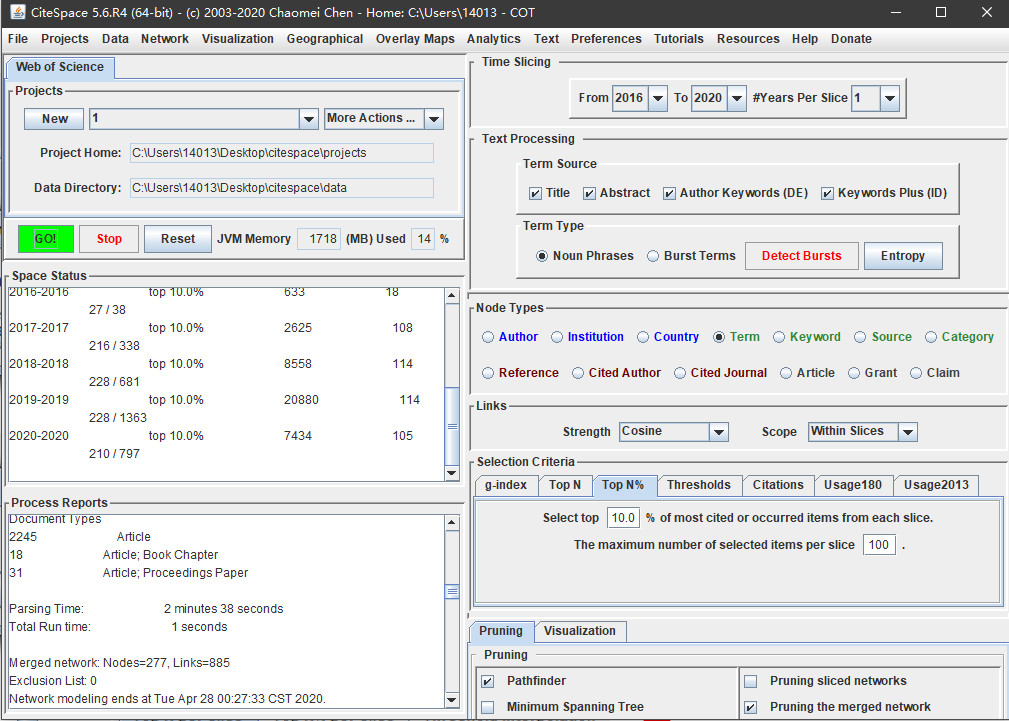 CiteSpace 5.6.R4 (64-bit) - (c) 2003-2020 Chaomei Chen - Home: C:\Users\14013 - COT
File Projects Data Network Visualization Geographical Overlay Maps Analytics Text Preferences Tutorials Resources Help Donate
Web of Science
Projects
New 1 More Actions ...
Project Home: C:\Users\14013\Desktop\citespace\projects
Data Directory: C:\Users\14013\Desktop\citespace\data
GO! Stop Reset JVM Memory 1718 (MB) Used 14 %
Space Status
2016-2016 top 10.0% 633 18
27 / 38
2017-2017 top 10.0% 2625 108
216 / 338
2018-2018 top 10.0% 8558 114
228 / 681
2019-2019 top 10.0% 20880 114
228 / 1363
2020-2020 top 10.0% 7434 105
210 / 797
Process Reports
Document Types
2245 Article
18 Article; Book Chapter
31 Article; Proceedings Paper
Parsing Time: 2 minutes 38 seconds
Total Run time: 1 seconds
Merged network: Nodes=277, Links=885
Exclusion List: 0
Network modeling ends at Tue Apr 28 00:27:33 CST 2020.
Time Slicing
From 2016 To 2020 #Years Per Slice 1
Text Processing
Term Source
Title Abstract Author Keywords (DE) Keywords Plus (ID)
Term Type
Noun Phrases Burst Terms Detect Bursts Entropy
Node Types
Author Institution Country Term Keyword Source Category
Reference Cited Author Cited Journal Article Grant Claim
Links
Strength Cosine Scope Within Slices
Selection Criteria
g-index Top N Top N% Thresholds Citations Usage180 Usage2013
Select top 10.0 % of most cited or occurred items from each slice.
The maximum number of selected items per slice 100 .
Pruning Visualization
Pruning
Pathfinder Pruning sliced networks
Minimum Spanning Tree Pruning the merged network